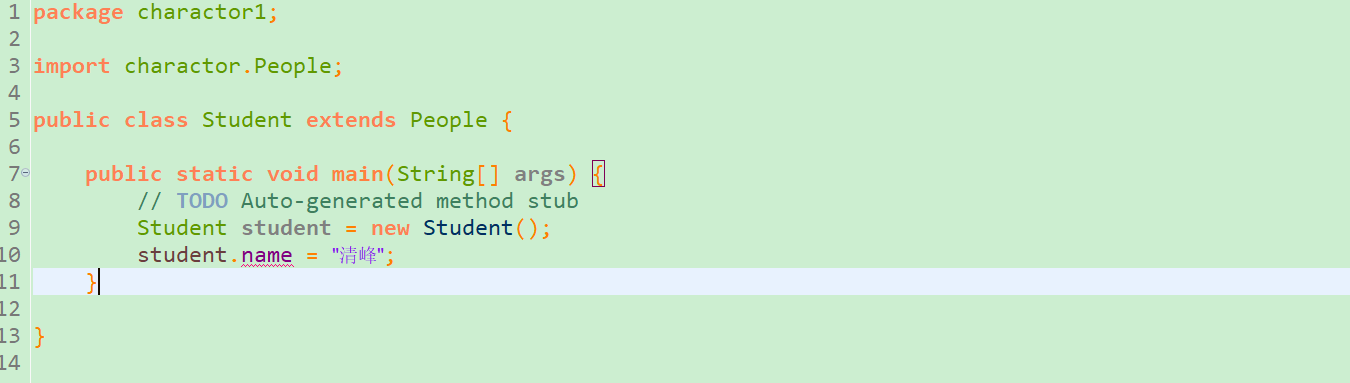 1 package charactor1;
2
3 import charactor.People;
4
5 public class Student extends People {
6
7     public static void main(String[] args) {
8         // TODO Auto-generated method stub
9         Student student = new Student();
10         student.name = "清峰";
11     }
12
13 }
14